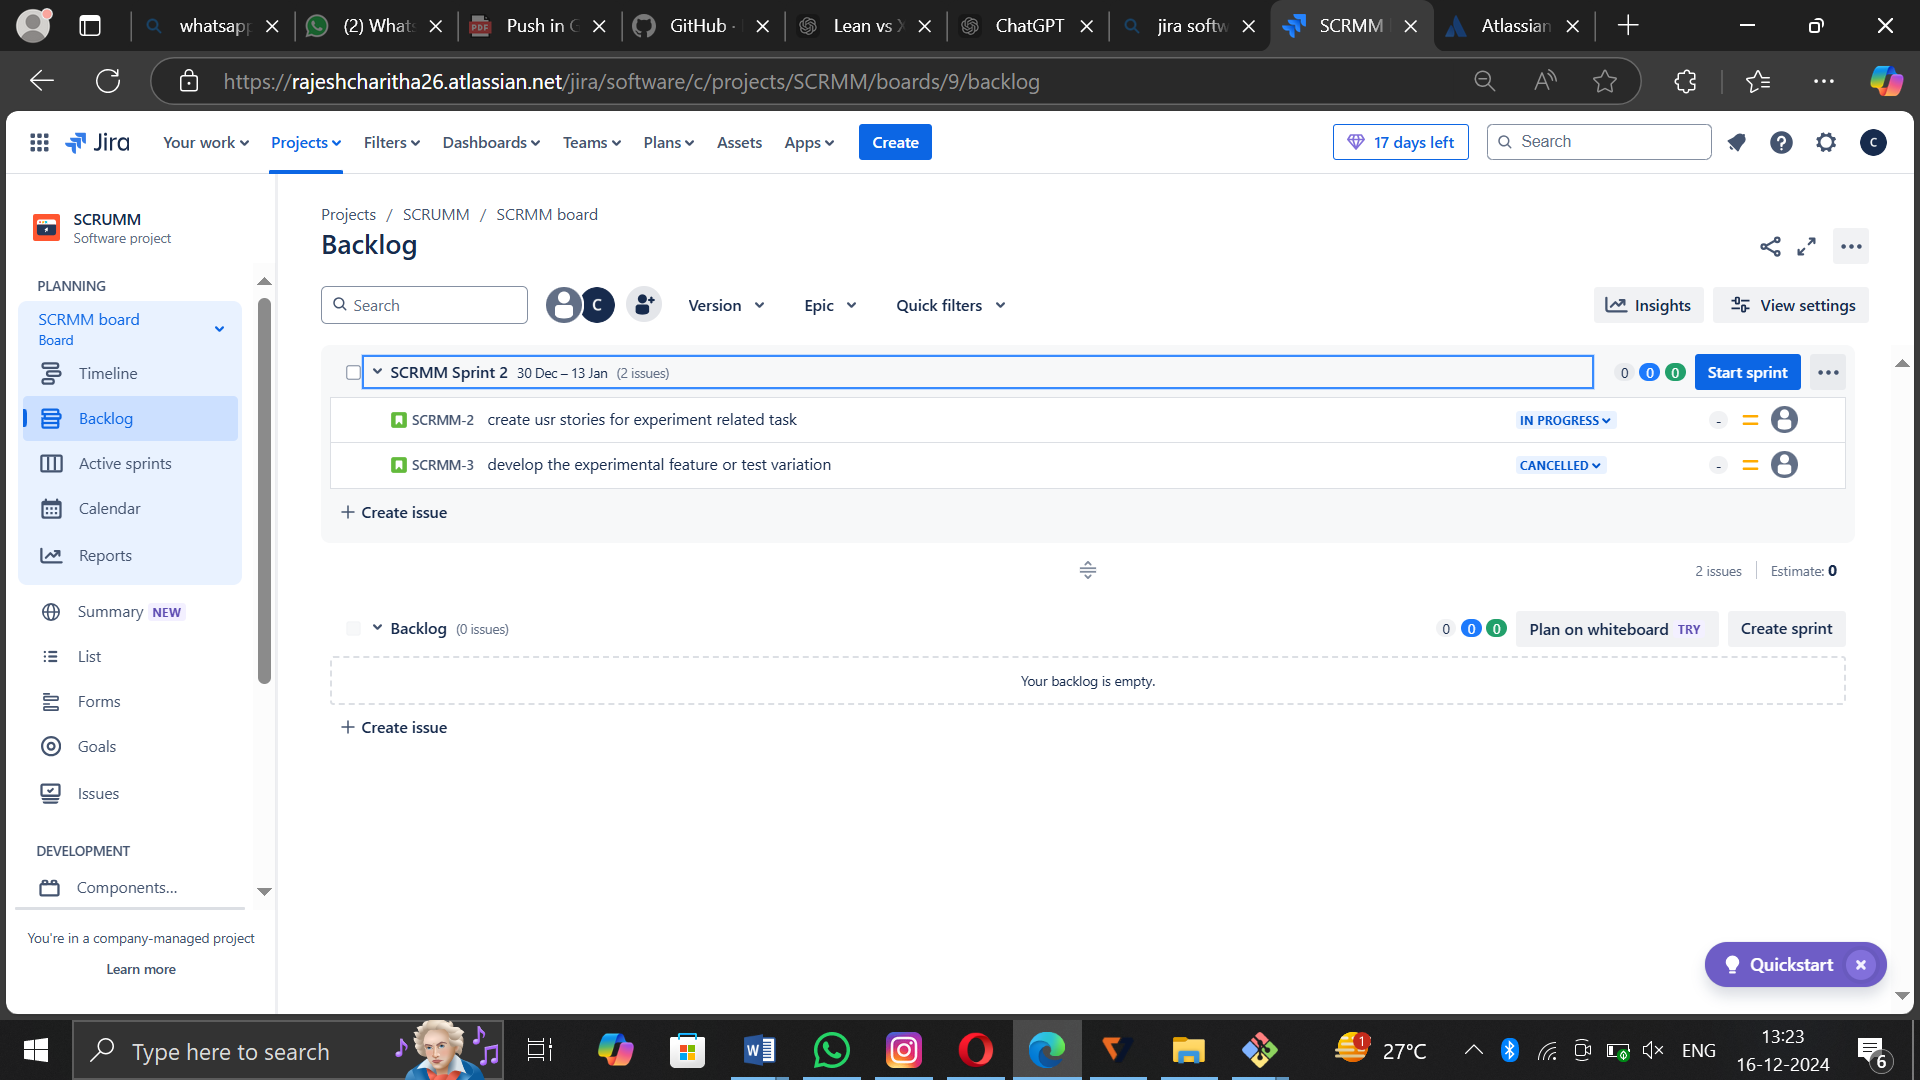 whatsapp
(2) Whats
Push in G
GitHub ·
Lean vs X
ChatGPT
jira softw
SCRMM
Atlassian
https://rajeshcharitha26.atlassian.net/jira/software/c/projects/SCRMM/boards/9/backlog
Jira
Your work
Projects
Filters
Dashboards
Teams
Plans
Assets
Apps
Create
17 days left
Search
C
SCRUMM
Software project
PLANNING
SCRMM board
Board
Timeline
Backlog
Active sprints
Calendar
Reports
Summary NEW
List
Forms
Goals
Issues
DEVELOPMENT
Components...
You're in a company-managed project
Learn more
Projects / SCRUMM / SCRMM board
Backlog
Search
C
Version
Epic
Quick filters
Insights
View settings
SCRMM Sprint 2 30 Dec – 13 Jan (2 issues)
0 0 0 Start sprint
SCRMM-2 create usr stories for experiment related task IN PROGRESS -
SCRMM-3 develop the experimental feature or test variation CANCELLED -
+ Create issue
2 issues Estimate: 0
Backlog (0 issues)
0 0 0 Plan on whiteboard TRY Create sprint
Your backlog is empty.
+ Create issue
Quickstart
Type here to search
1
27°C
ENG
13:23
16-12-2024
6